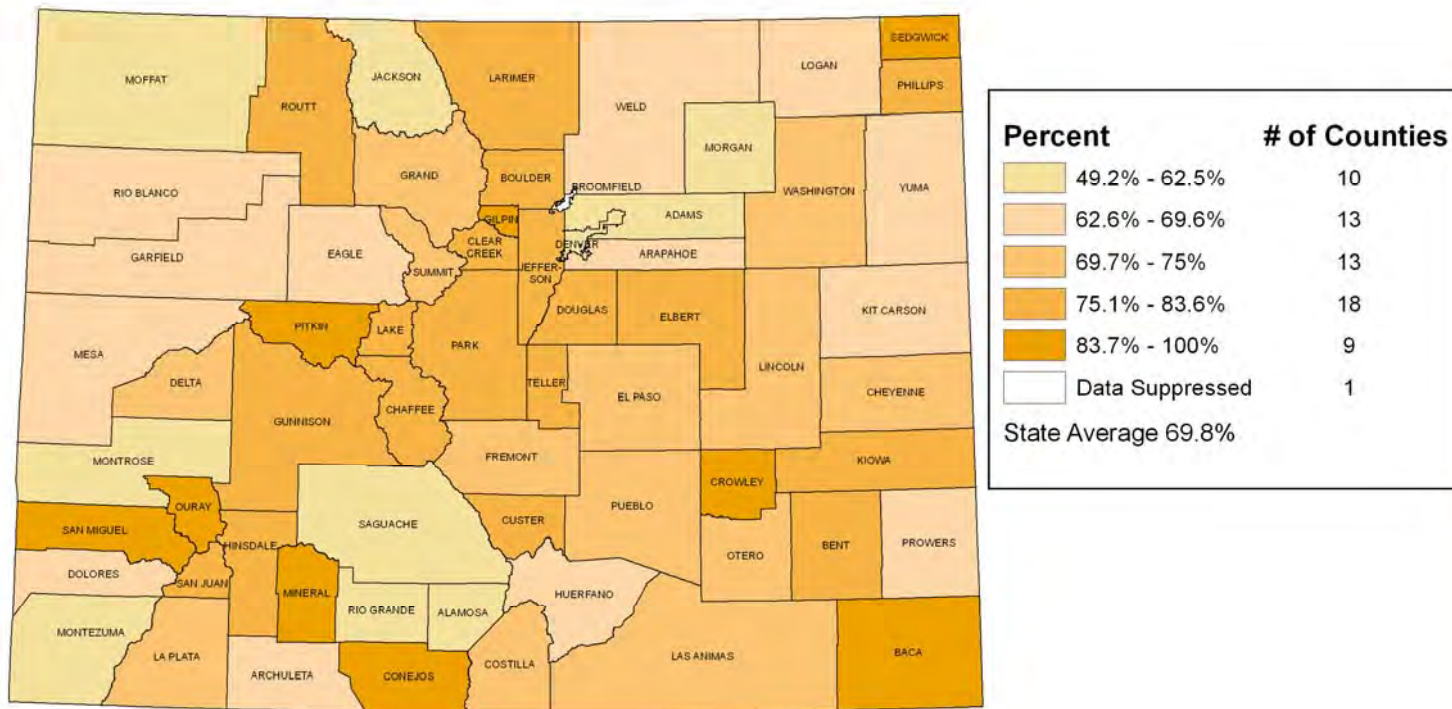 SEDGWICK
LOGAN
MOFFAT
JACKSON
LARIMER
PHILLIPS
ROUTT
WELD
MORGAN
GRAND
BOULDER
WASHINGTON
YUMA
RIO BLANCO
BROOMFIELD
GILPIN
ADAMS
CLEAR
CREEK
DENVER
EAGLE
GARFIELD
ARAPAHOE
SUMMIT
JEFFER-
SON
DOUGLAS
ELBERT
KIT CARSON
PITKIN
LAKE
PARK
MESA
LINCOLN
DELTA
TELLER
EL PASO
CHEYENNE
CHAFFEE
GUNNISON
FREMONT
KIOWA
MONTROSE
CROWLEY
OURAY
PUEBLO
SAGUACHE
CUSTER
SAN MIGUEL
HINSDALE
OTERO
BENT
PROWERS
DOLORES
SAN JUAN
MINERAL
HUERFANO
RIO GRANDE
ALAMOSA
MONTEZUMA
LA PLATA
ARCHULETA
CONEJOS
COSTILLA
LAS ANIMAS
BACA
Percent # of Counties
49.2% - 62.5% 10
62.6% - 69.6% 13
69.7% - 75% 13
75.1% - 83.6% 18
83.7% - 100% 9
Data Suppressed 1
State Average 69.8%